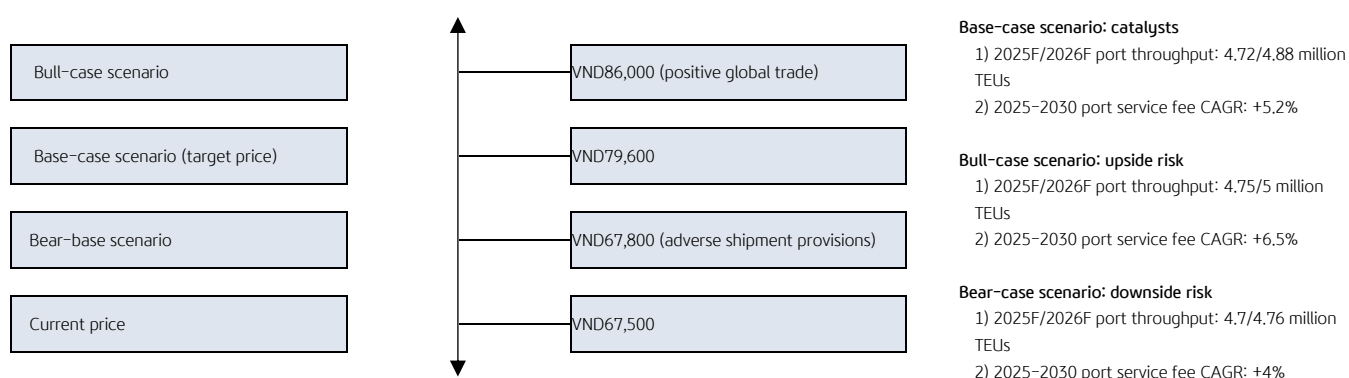 Bull-case scenario
VND86,000 (positive global trade)
Base-case scenario (target price)
VND79,600
Bear-base scenario
VND67,800 (adverse shipment provisions)
Current price
VND67,500
Base-case scenario: catalysts
1) 2025F/2026F port throughput: 4.72/4.88 million
TEUs
2) 2025-2030 port service fee CAGR: +5.2%
Bull-case scenario: upside risk
1) 2025F/2026F port throughput: 4.75/5 million
TEUs
2) 2025-2030 port service fee CAGR: +6.5%
Bear-case scenario: downside risk
1) 2025F/2026F port throughput: 4.7/4.76 million
TEUs
2) 2025-2030 port service fee CAGR: +4%